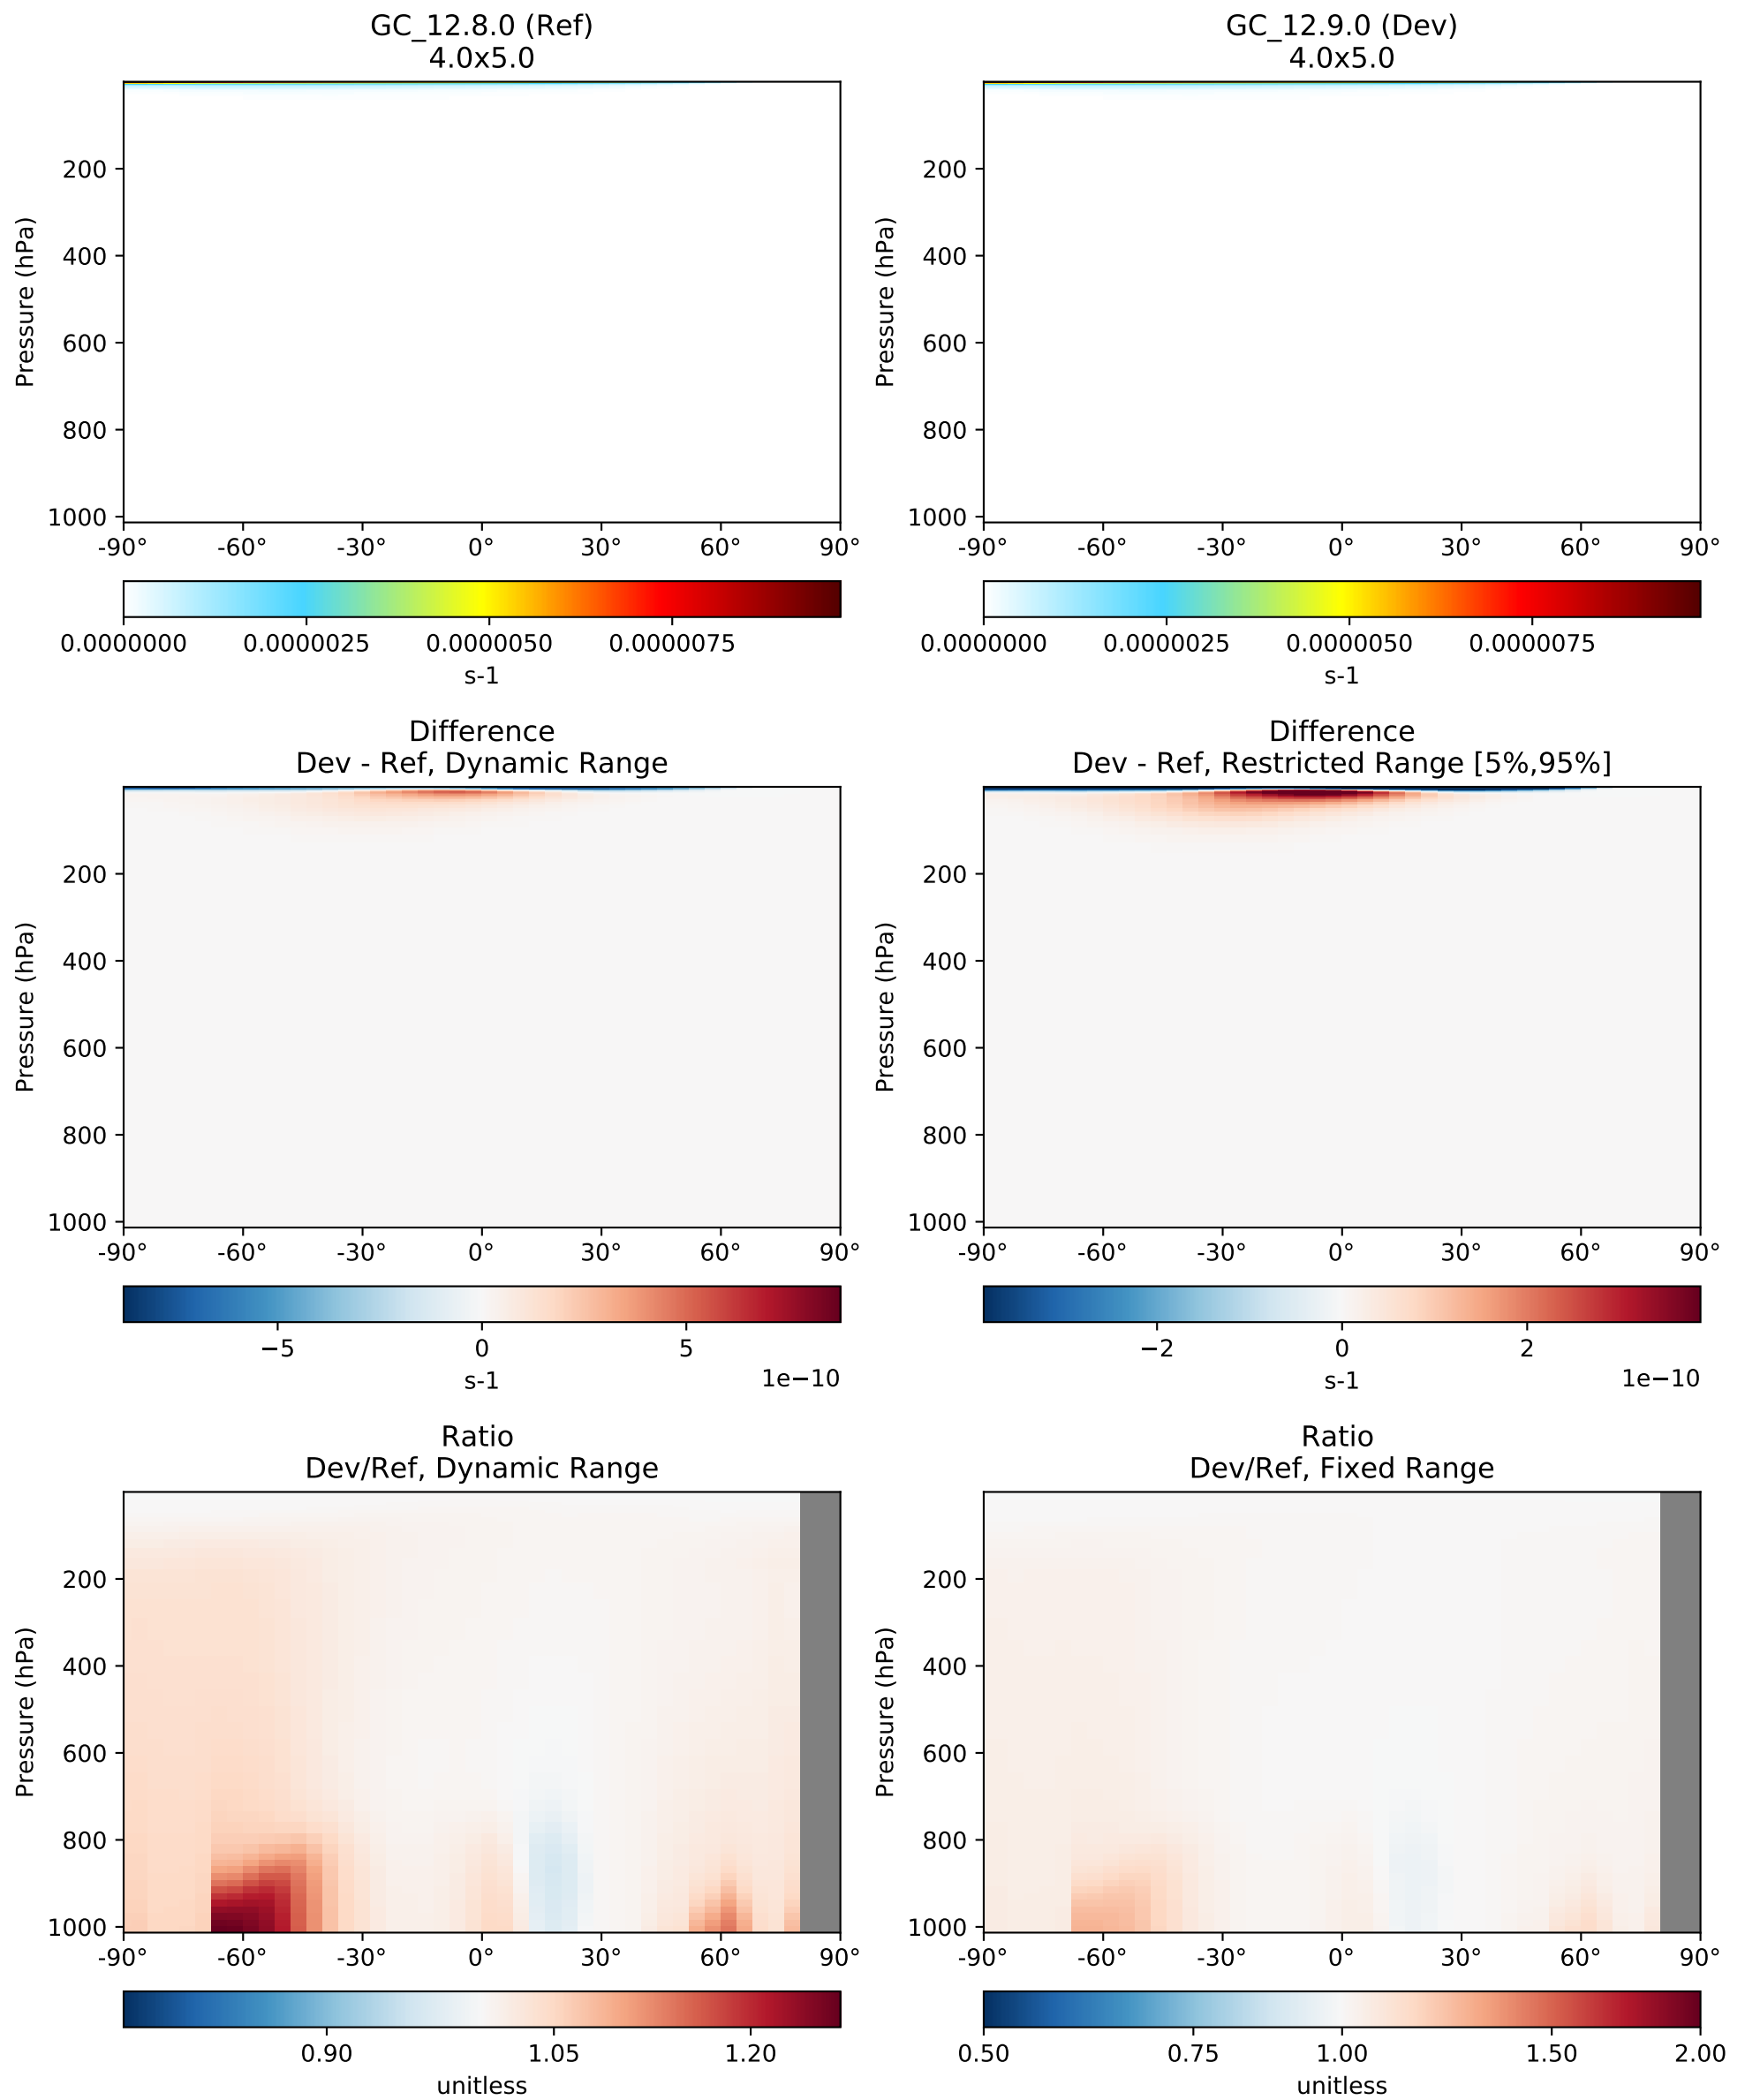 GC_12.8.0 (Ref)
4.0x5.0
Pressure (hPa)
200
400
600
800
1000
-90° -60° -30° 0° 30° 60° 90°
0.0000000 0.0000025 0.0000050 0.0000075
s-1
GC_12.9.0 (Dev)
4.0x5.0
Pressure (hPa)
200
400
600
800
1000
-90° -60° -30° 0° 30° 60° 90°
0.0000000 0.0000025 0.0000050 0.0000075
s-1
Difference
Dev - Ref, Dynamic Range
Pressure (hPa)
200
400
600
800
1000
-90° -60° -30° 0° 30° 60° 90°
−5 0 5
s-1 1e−10
Difference
Dev - Ref, Restricted Range [5%,95%]
Pressure (hPa)
200
400
600
800
1000
-90° -60° -30° 0° 30° 60° 90°
−2 0 2
s-1 1e−10
Ratio
Dev/Ref, Dynamic Range
Pressure (hPa)
200
400
600
800
1000
-90° -60° -30° 0° 30° 60° 90°
0.90 1.05 1.20
unitless
Ratio
Dev/Ref, Fixed Range
Pressure (hPa)
200
400
600
800
1000
-90° -60° -30° 0° 30° 60° 90°
0.50 0.75 1.00 1.50 2.00
unitless